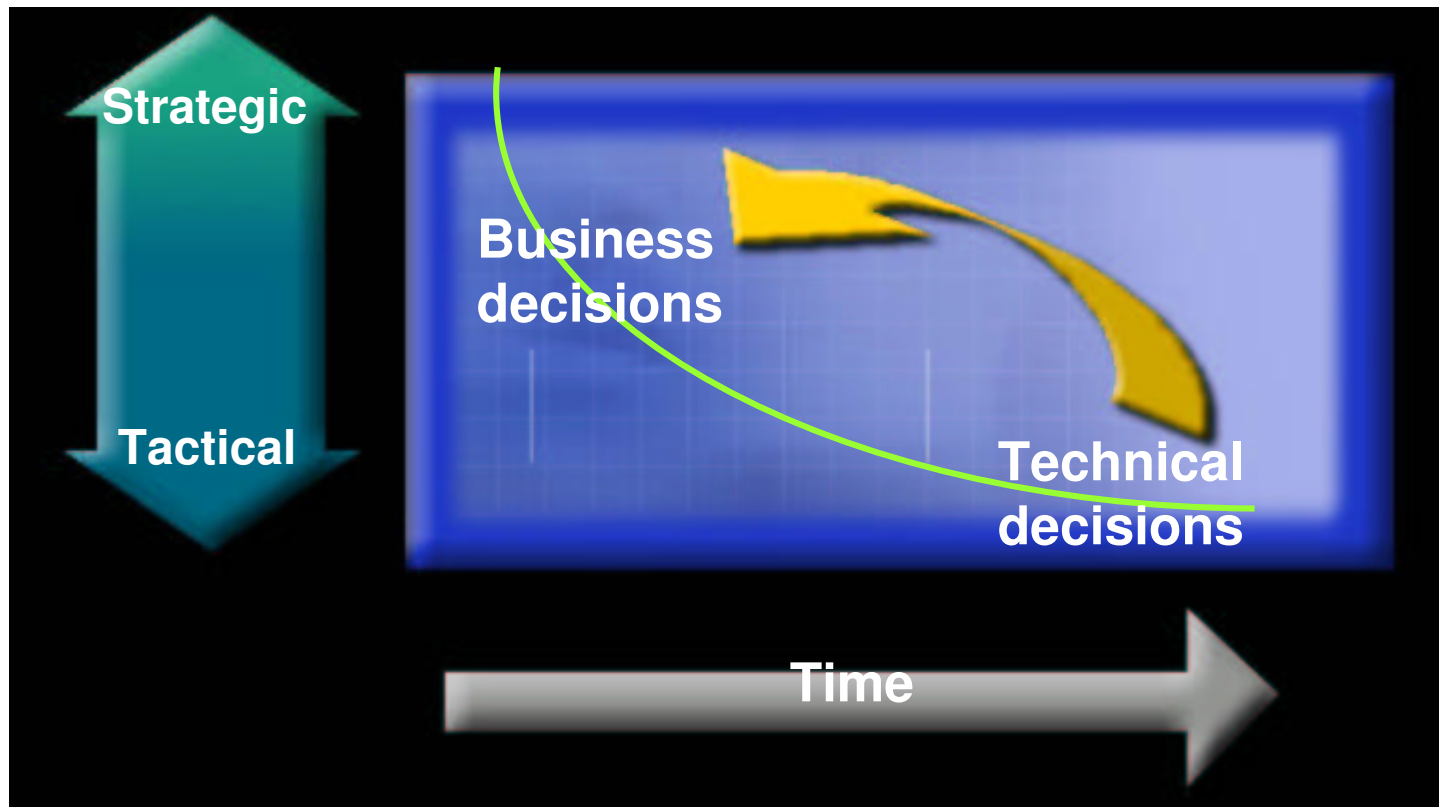 Strategic
Business
decisions
Tactical
Technical
decisions
Time